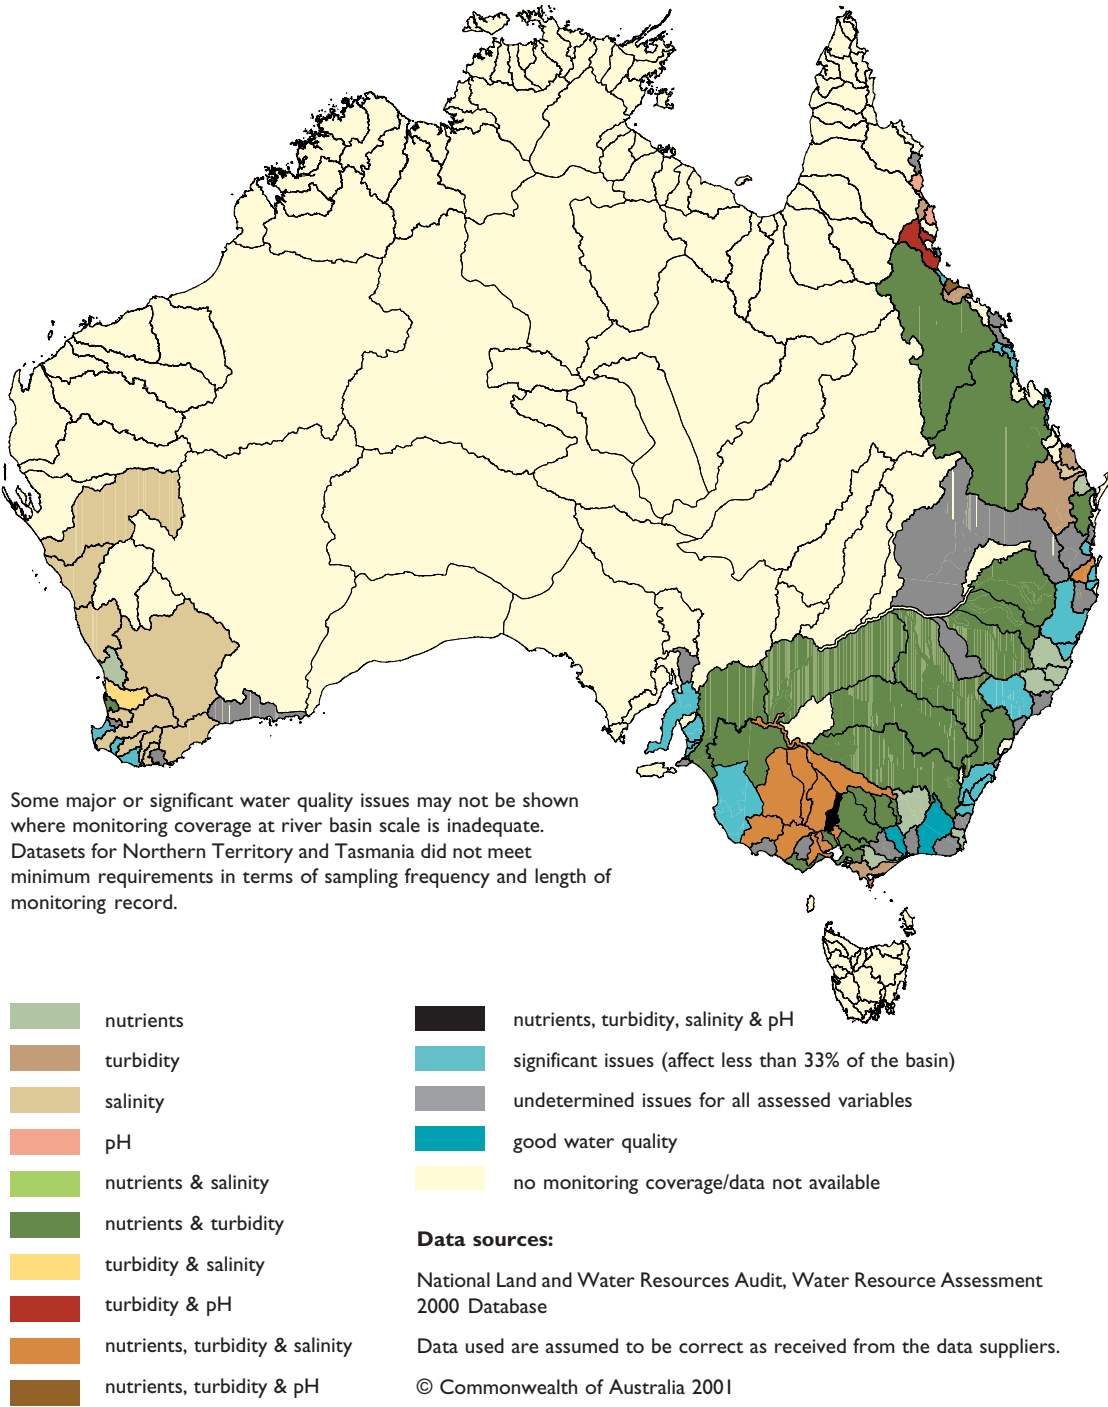 Some major or significant water quality issues may not be shown
where monitoring coverage at river basin scale is inadequate.
Datasets for Northern Territory and Tasmania did not meet
minimum requirements in terms of sampling frequency and length of
monitoring record.
nutrients
turbidity
salinity
pH
nutrients & salinity
nutrients & turbidity
turbidity & salinity
turbidity & pH
nutrients, turbidity & salinity
nutrients, turbidity & pH
nutrients, turbidity, salinity & pH
significant issues (affect less than 33% of the basin)
undetermined issues for all assessed variables
good water quality
no monitoring coverage/data not available
Data sources:
National Land and Water Resources Audit, Water Resource Assessment
2000 Database
Data used are assumed to be correct as received from the data suppliers.
© Commonwealth of Australia 2001